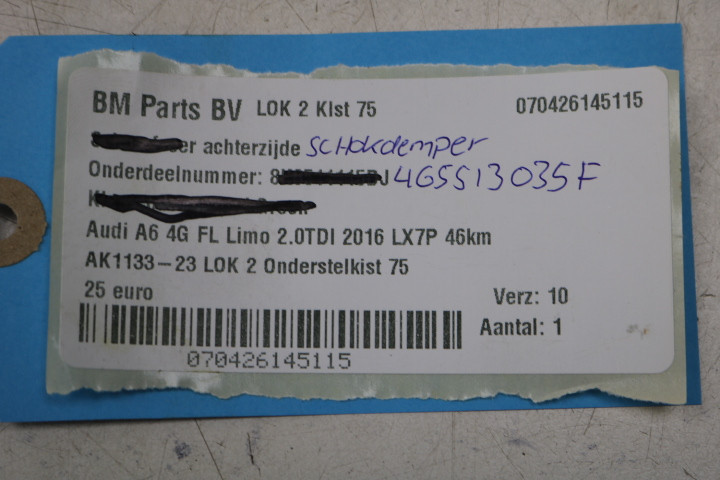 BM Parts BV LOK 2 Klst 75 070426145115
achterzijde schokdemper
Onderdeelnummer: 4G5513035F
Audi A6 4G FL Limo 2.0TDI 2016 LX7P 46km
AK1133-23 LOK 2 Onderstelkist 75
25 euro Verz: 10
Aantal: 1
070426145115